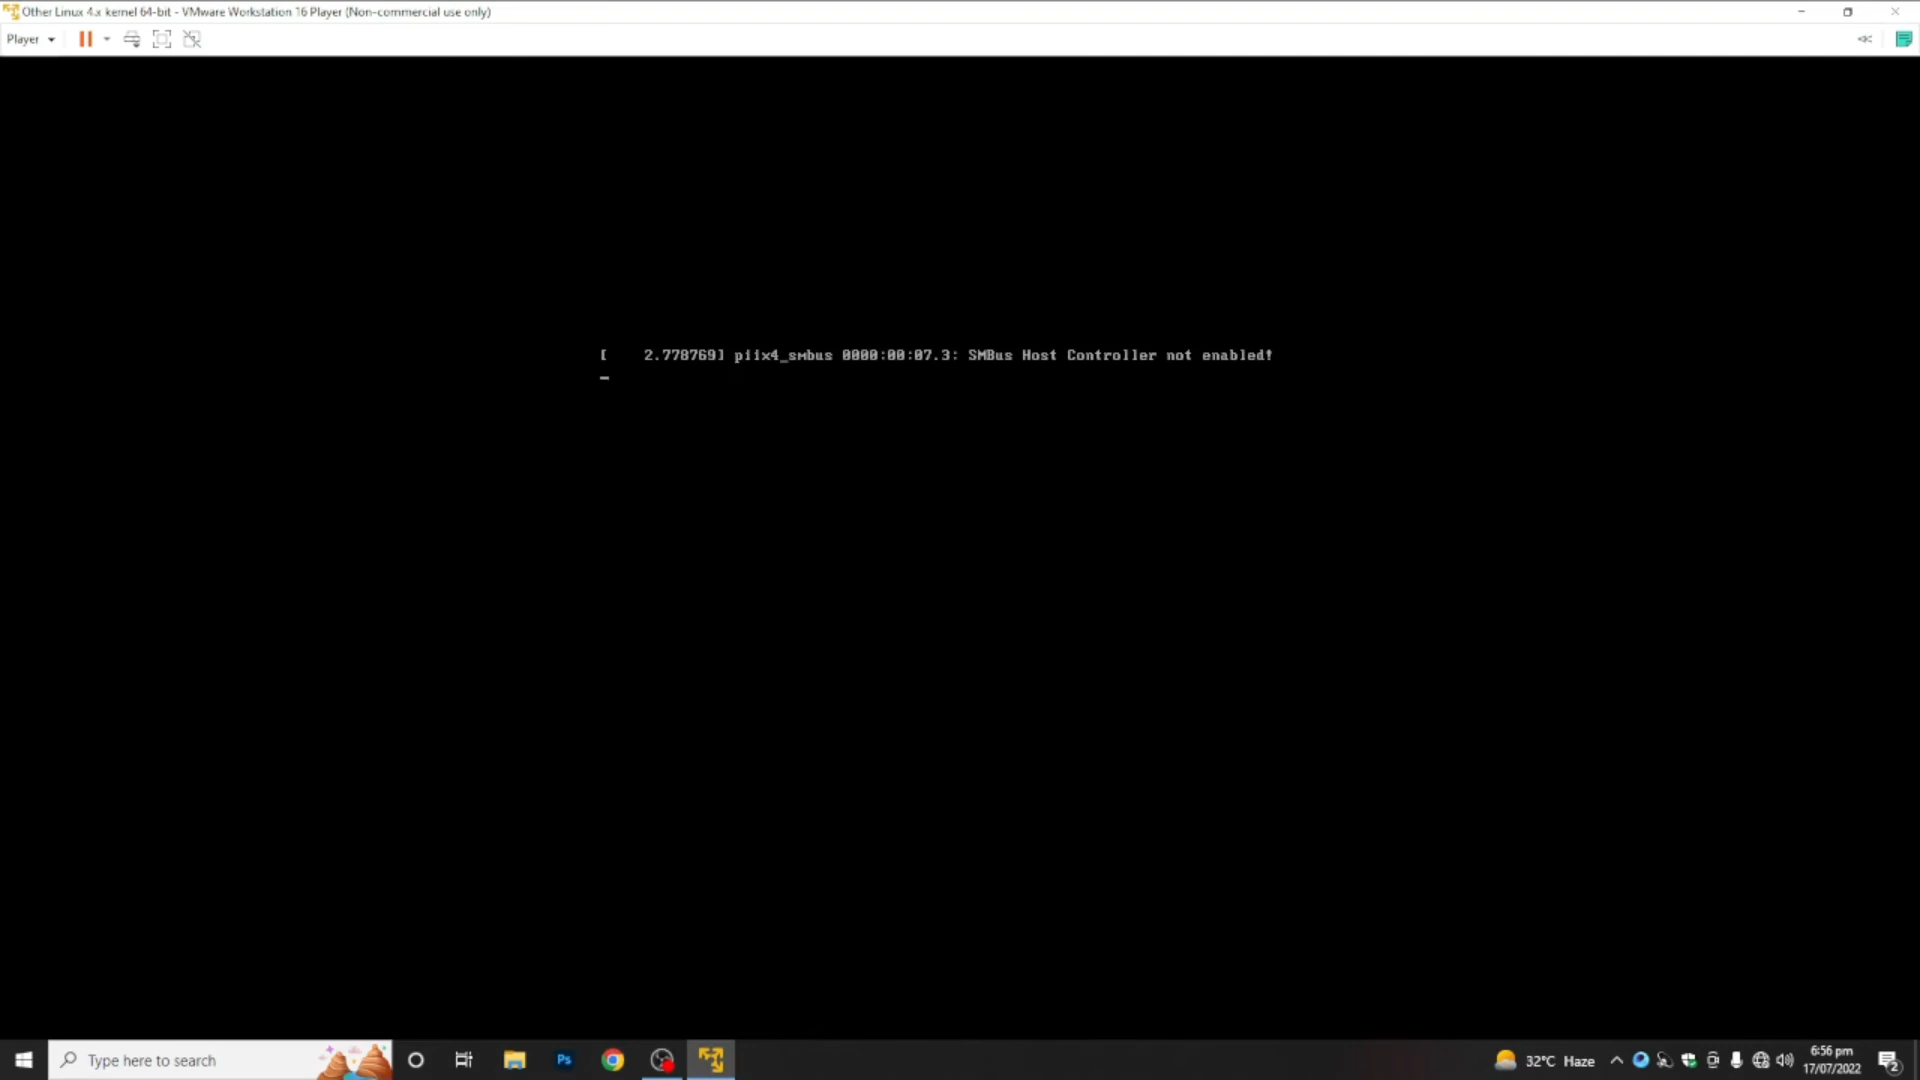 Other Linux 4.x kernel 64-bit - VMware Workstation 16 Player (Non-commercial use only)
Player
[    2.778769] piix4_smbus 0000:00:07.3: SMBus Host Controller not enabled!
_
Type here to search
Ps
32°C Haze
6:56 pm
17/07/2022
2